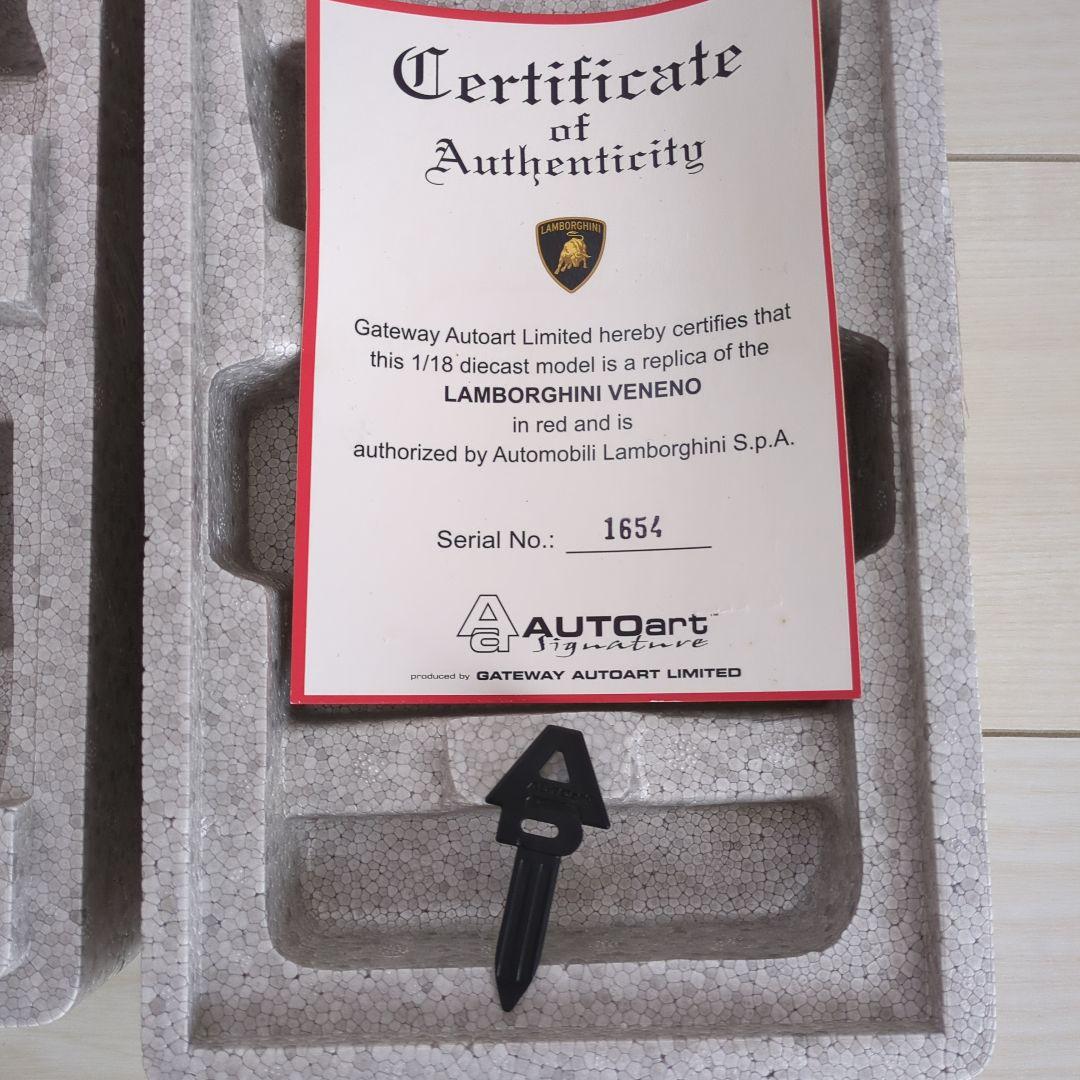 Certificate
of
Authenticity
LAMBORGHINI
Gateway Autoart Limited hereby certifies that
this 1/18 diecast model is a replica of the
LAMBORGHINI VENENO
in red and is
authorized by Automobili Lamborghini S.p.A.
Serial No.: 1654
Aa AUTOart™
Signature
produced by GATEWAY AUTOART LIMITED